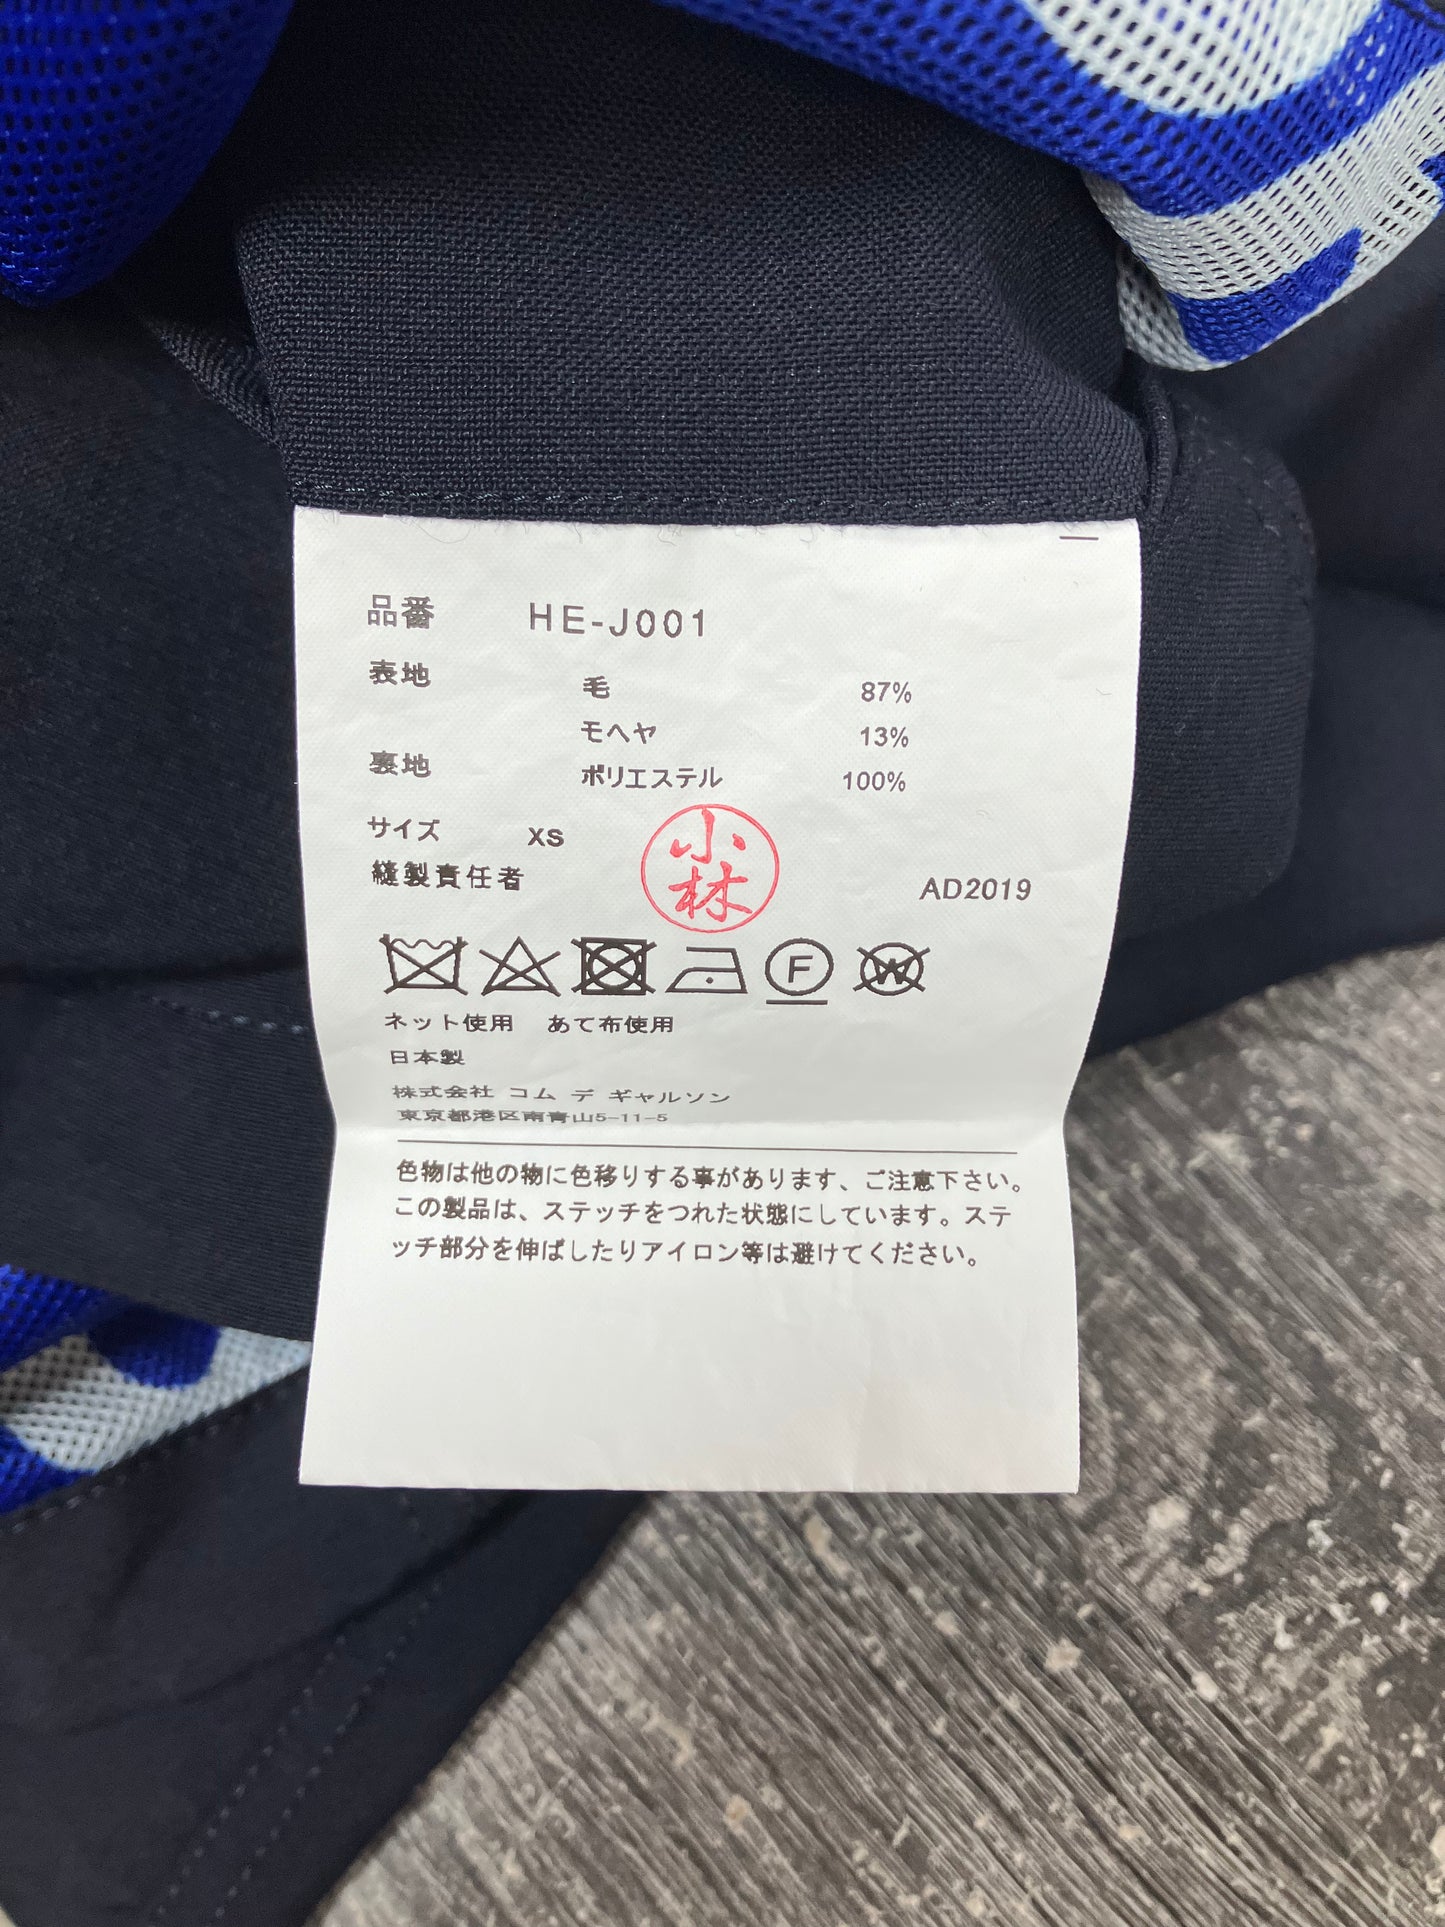 品番 HE-J001
表地 毛 87%
モヘヤ 13%
裏地 ポリエステル 100%
サイズ XS
縫製責任者 小林 AD2019
F W
ネット使用 あて布使用
日本製
株式会社 コム デ ギャルソン
東京都港区南青山5-11-5
色物は他の物に色移りする事があります、ご注意下さい。
この製品は、ステッチをつれた状態にしています。ステ
ッチ部分を伸ばしたりアイロン等は避けてください。